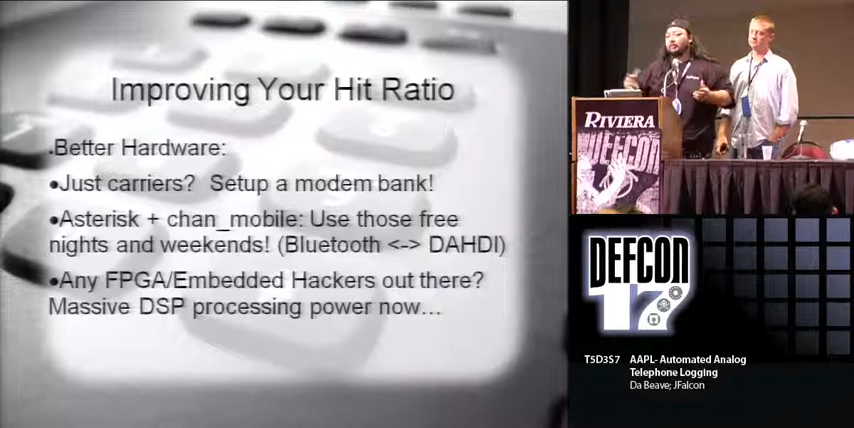 Improving Your Hit Ratio
Better Hardware:
•Just carriers? Setup a modem bank!
•Asterisk + chan_mobile: Use those free
nights and weekends! (Bluetooth <-> DAHDI)
•Any FPGA/Embedded Hackers out there?
Massive DSP processing power now...
RIVIERA
DEFCON
DEFCON
17
T5D3S7 AAPL- Automated Analog
Telephone Logging
Da Beave; JFalcon